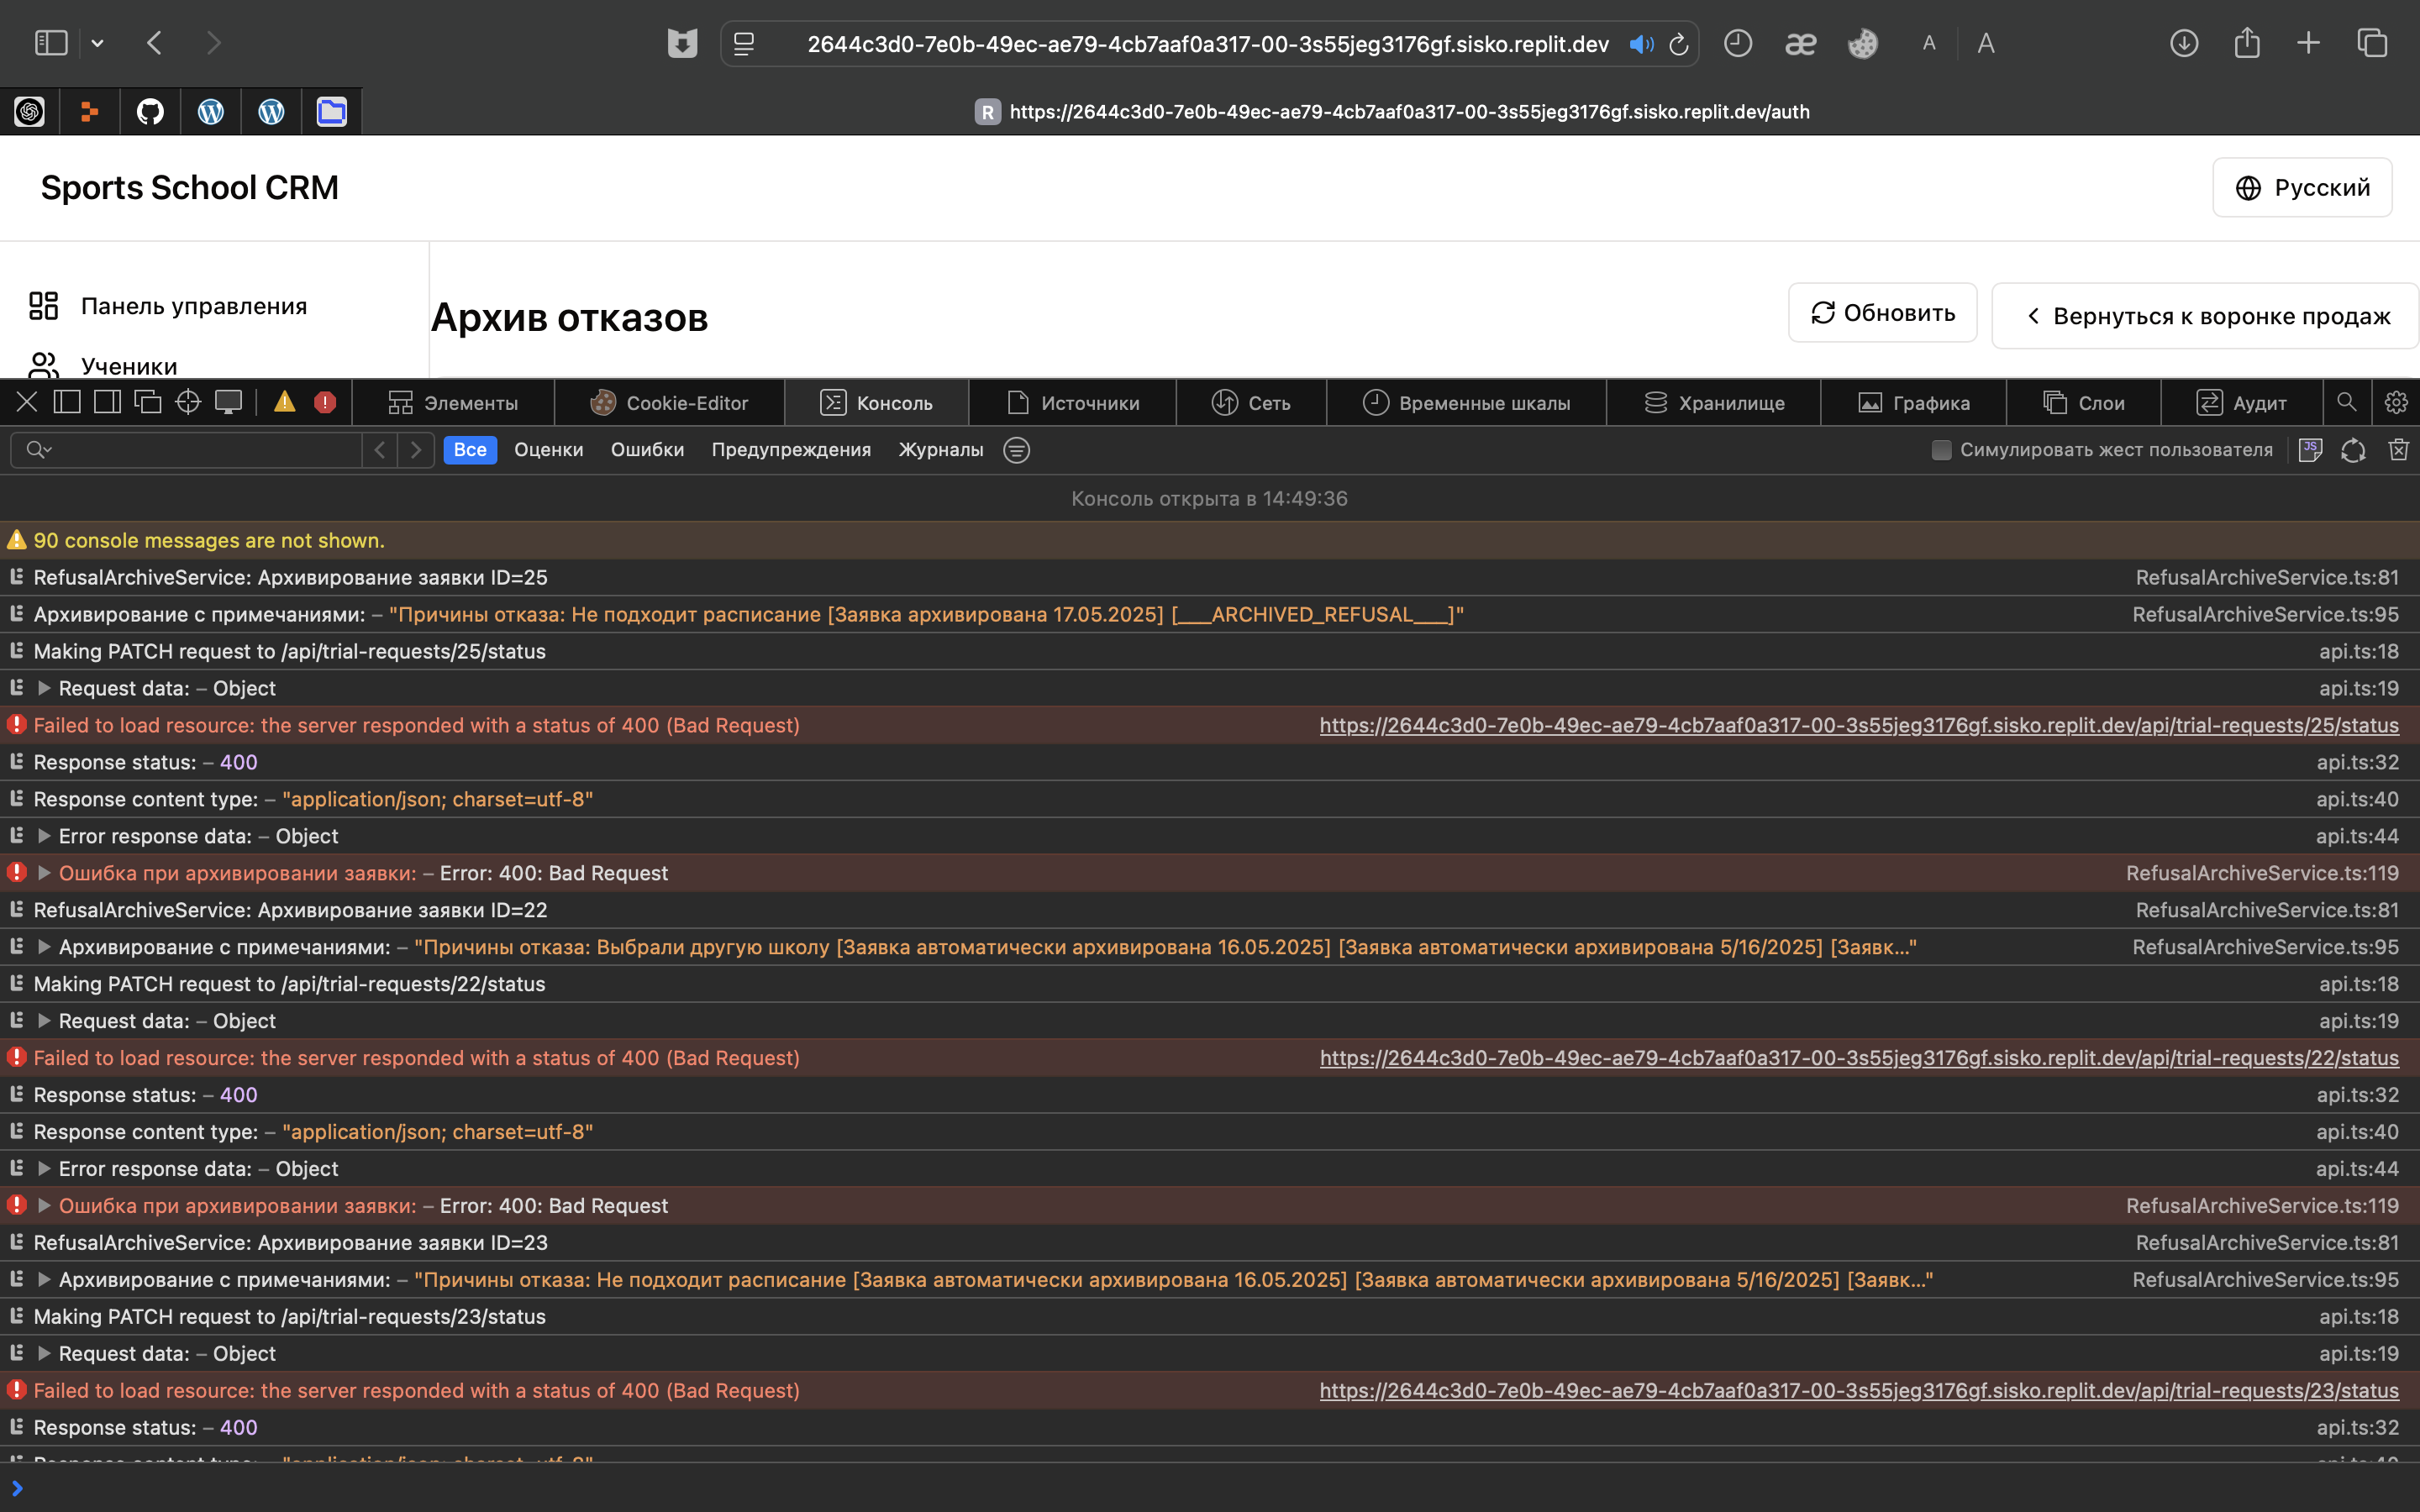 2644c3d0-7e0b-49ec-ae79-4cb7aaf0a317-00-3s55jeg3176gf.sisko.replit.dev
æ
A
A
R https://2644c3d0-7e0b-49ec-ae79-4cb7aaf0a317-00-3s55jeg3176gf.sisko.replit.dev/auth
Sports School CRM
Русский
Панель управления
Ученики
Архив отказов
Обновить
Вернуться к воронке продаж
Элементы Cookie-Editor Консоль Источники Сеть Временные шкалы Хранилище Графика Слои Аудит
Все Оценки Ошибки Предупреждения Журналы Симулировать жест пользователя JS
Консоль открыта в 14:49:36
90 console messages are not shown.
RefusalArchiveService: Архивирование заявки ID=25 RefusalArchiveService.ts:81
Архивирование с примечаниями: – "Причины отказа: Не подходит расписание [Заявка архивирована 17.05.2025] [___ARCHIVED_REFUSAL___]" RefusalArchiveService.ts:95
Making PATCH request to /api/trial-requests/25/status api.ts:18
Request data: – Object api.ts:19
Failed to load resource: the server responded with a status of 400 (Bad Request) https://2644c3d0-7e0b-49ec-ae79-4cb7aaf0a317-00-3s55jeg3176gf.sisko.replit.dev/api/trial-requests/25/status
Response status: – 400 api.ts:32
Response content type: – "application/json; charset=utf-8" api.ts:40
Error response data: – Object api.ts:44
Ошибка при архивировании заявки: – Error: 400: Bad Request RefusalArchiveService.ts:119
RefusalArchiveService: Архивирование заявки ID=22 RefusalArchiveService.ts:81
Архивирование с примечаниями: – "Причины отказа: Выбрали другую школу [Заявка автоматически архивирована 16.05.2025] [Заявка автоматически архивирована 5/16/2025] [Заявк…" RefusalArchiveService.ts:95
Making PATCH request to /api/trial-requests/22/status api.ts:18
Request data: – Object api.ts:19
Failed to load resource: the server responded with a status of 400 (Bad Request) https://2644c3d0-7e0b-49ec-ae79-4cb7aaf0a317-00-3s55jeg3176gf.sisko.replit.dev/api/trial-requests/22/status
Response status: – 400 api.ts:32
Response content type: – "application/json; charset=utf-8" api.ts:40
Error response data: – Object api.ts:44
Ошибка при архивировании заявки: – Error: 400: Bad Request RefusalArchiveService.ts:119
RefusalArchiveService: Архивирование заявки ID=23 RefusalArchiveService.ts:81
Архивирование с примечаниями: – "Причины отказа: Не подходит расписание [Заявка автоматически архивирована 16.05.2025] [Заявка автоматически архивирована 5/16/2025] [Заявк…" RefusalArchiveService.ts:95
Making PATCH request to /api/trial-requests/23/status api.ts:18
Request data: – Object api.ts:19
Failed to load resource: the server responded with a status of 400 (Bad Request) https://2644c3d0-7e0b-49ec-ae79-4cb7aaf0a317-00-3s55jeg3176gf.sisko.replit.dev/api/trial-requests/23/status
Response status: – 400 api.ts:32